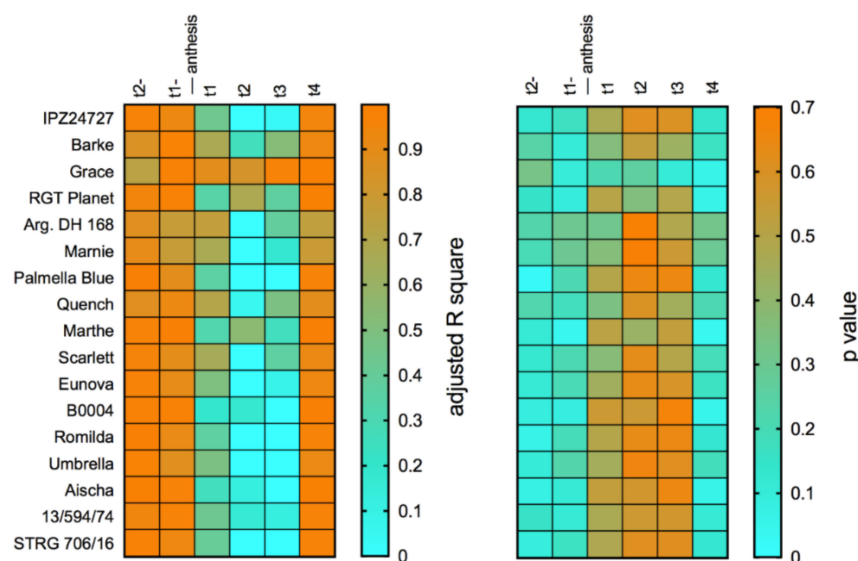 t2-
t1-
— anthesis
t1
t2
t3
t4
t2-
t1-
— anthesis
t1
t2
t3
t4
IPZ24727
Barke
Grace
RGT Planet
Arg. DH 168
Marnie
Palmella Blue
Quench
Marthe
Scarlett
Eunova
B0004
Romilda
Umbrella
Aischa
13/594/74
STRG 706/16
0.9
0.8
0.7
0.6
0.5
0.4
0.3
0.2
0.1
0
adjusted R square
0.7
0.6
0.5
0.4
0.3
0.2
0.1
0
p value